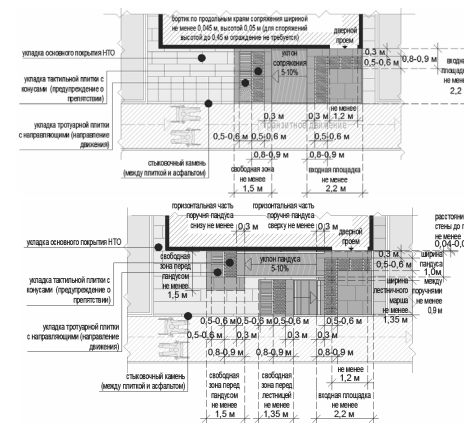 бортик по продольным краям сопряжения шириной
не менее 0,045 м, высотой 0,05 м (для сопряжений
высотой до 0,45 м ограждение не требуется)
дверной
проем
укладка основного покрытия НТО
уклон
сопряжения
5-10%
0,3 м
0,5-0,6 м
0,8-0,9 м
входн
площадк
не мене
2,2
укладка тактильной плитки с
конусами (предупреждение о
препятствии)
не менее
1,2 м
укладка тротуарной плитки
с направляющими (направление
движения)
0,3 м
0,3 м
транзитное движение
0,5-0,6 м
0,5-0,6 м
0,5-0,6 м
0,8-0,9 м
0,8-0,9 м
стыковочный камень
(между плиткой и асфальтом)
свободная зона
не менее
1,5 м
входная площадка
не менее
2,2 м
горизонтальная часть
поручня пандуса
снизу не менее
0,3 м
горизонтальная часть
поручня пандуса
сверху не менее
0,3 м
дверной
проем
расстояни
стены до п
не менее
0,04-0,0
укладка основного покрытия НТО
свободная
зона перед
пандусом
не менее
1,5 м
уклон пандуса
5-10%
0,3 м
0,5-0,6 м
ширина
пандуса
1,0м
между
поручнями
не менее
0,9 м
ширина
лестничного
марша
не менее
1,35 м
укладка тактильной плитки с
конусами (предупреждение о
препятствии)
укладка тротуарной плитки
с направляющими (направление
движения)
0,5-0,6 м
0,5-0,6 м
0,5-0,6 м
0,5-0,6 м
0,3 м
0,3 м
0,3 м
0,8-0,9 м
0,8-0,9 м
0,8-0,9 м
стыковочный камень
(между плиткой и асфальтом)
свободная
зона перед
пандусом
не менее
1,5 м
свободная
зона перед
лестницей
не менее
1,35 м
не менее
1,2 м
входная площадка
не менее
2,2 м